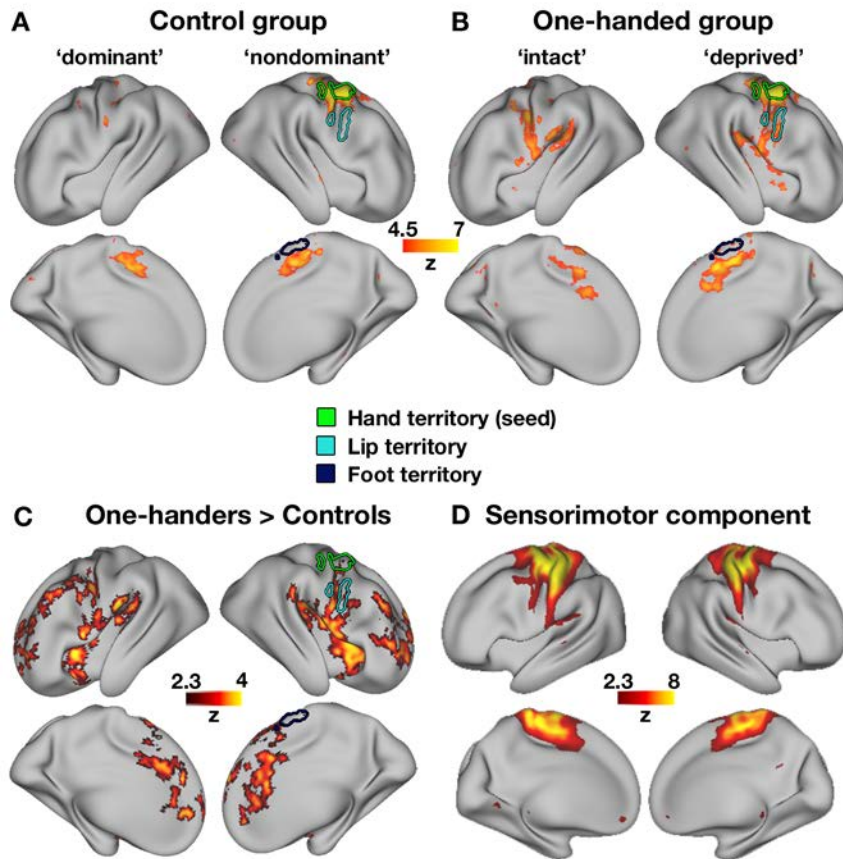 A Control group
'dominant' 'nondominant'
B One-handed group
'intact' 'deprived'
4.5 7
z
Hand territory (seed)
Lip territory
Foot territory
C One-handers > Controls
2.3 4
z
D Sensorimotor component
2.3 8
z